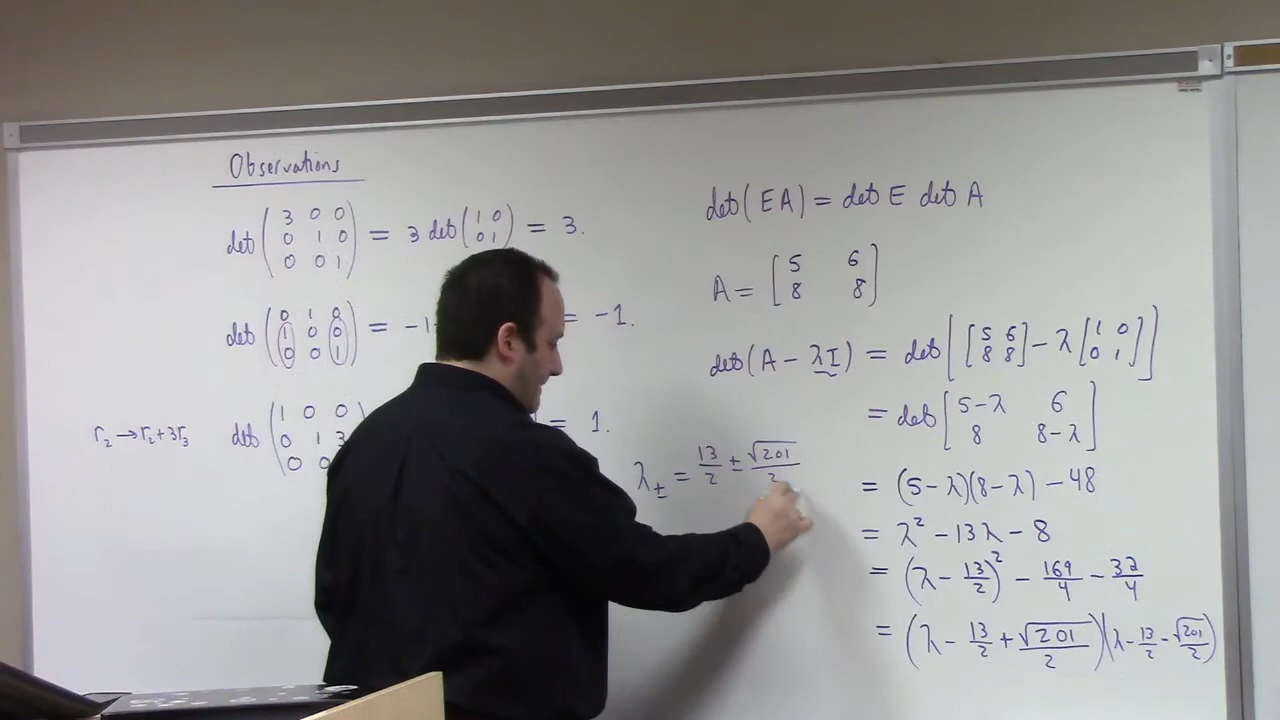 Observations
det ( 3 0 0
0 1 0
0 0 1 ) = 3 det ( 1 0
0 1 ) = 3.
det ( 0 1 0
1 0 0
0 0 1 ) = -1 = -1.
r₂ → r₂ + 3r₃
det ( 1 0 0
0 1 3
0 0 = 1.
λ± = 13/2 ± √201/2
det( E A ) = det E det A
A = [ 5 6
8 8 ]
det( A - λI ) = det [ [ 5 6
8 8 ] - λ [ 1 0
0 1 ] ]
= det [ 5-λ 6
8 8-λ ]
= (5-λ)(8-λ) - 48
= λ² - 13λ - 8
= (λ - 13/2)² - 169/4 - 32/4
= (λ - 13/2 + √201/2)(λ - 13/2 - √201/2)